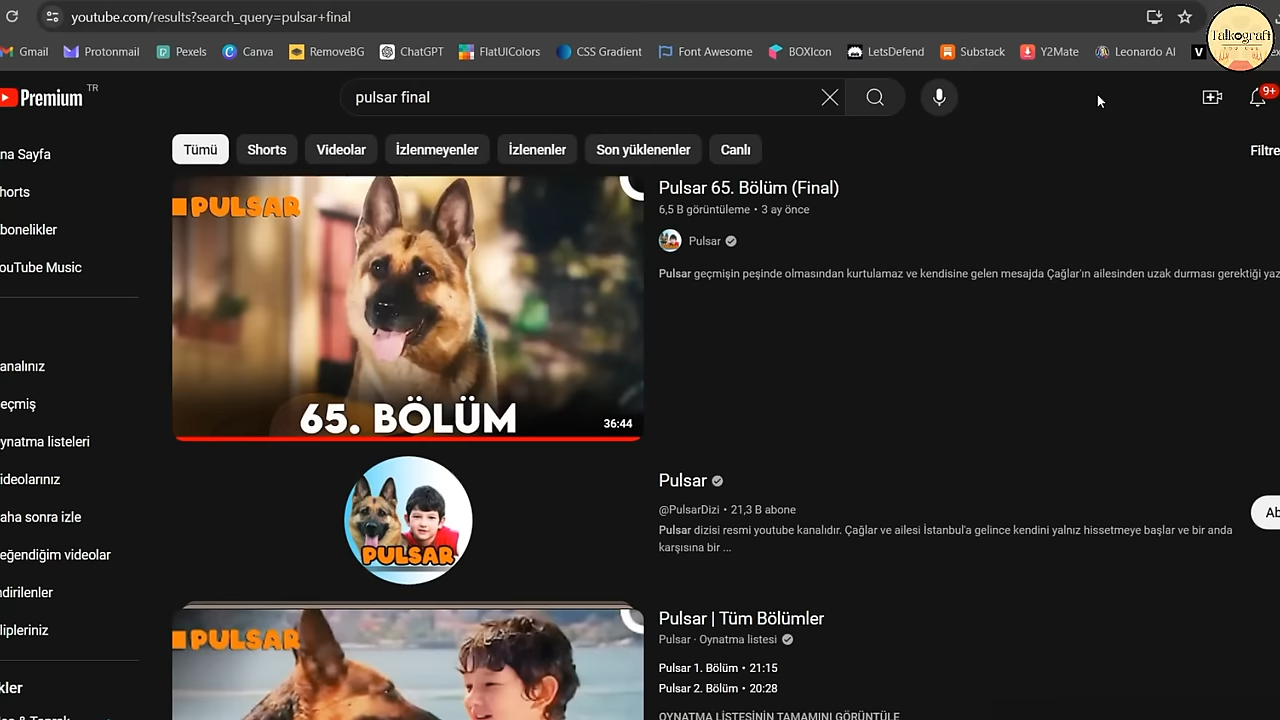 youtube.com/results?search_query=pulsar+final
Gmail Protonmail Pexels Canva RemoveBG ChatGPT FlatUIColors CSS Gradient Font Awesome BOXIcon LetsDefend Substack Y2Mate Leonardo AI
Talkografi
Premium TR
pulsar final
9+
na Sayfa
horts
bonelikler
ouTube Music
analınız
eçmiş
oynatma listeleri
ideolarınız
aha sonra izle
eğendiğim videolar
ndirilenler
lipleriniz
kler
Tümü Shorts Videolar İzlenmeyenler İzlenenler Son yüklenenler Canlı
Filtre
PULSAR
65. BÖLÜM
36:44
Pulsar 65. Bölüm (Final)
6,5 B görüntüleme • 3 ay önce
Pulsar
Pulsar geçmişin peşinde olmasından kurtulamaz ve kendisine gelen mesajda Çağlar'ın ailesinden uzak durması gerektiği yaz
PULSAR
Pulsar
@PulsarDizi • 21,3 B abone
Pulsar dizisi resmi youtube kanalıdır. Çağlar ve ailesi İstanbul'a gelince kendini yalnız hissetmeye başlar ve bir anda
karşısına bir ...
Ab
PULSAR
Pulsar | Tüm Bölümler
Pulsar · Oynatma listesi
Pulsar 1. Bölüm • 21:15
Pulsar 2. Bölüm • 20:28
OYNATMA LİSTESİNİN TAMAMINI GÖRÜNTÜLE